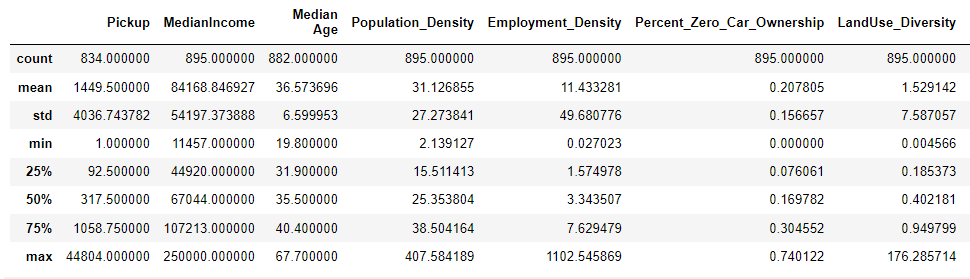 Pickup MedianIncome Median Age Population_Density Employment_Density Percent_Zero_Car_Ownership LandUse_Diversity
count 834.000000 895.000000 882.000000 895.000000 895.000000 895.000000 895.000000
mean 1449.500000 84168.846927 36.573696 31.126855 11.433281 0.207805 1.529142
std 4036.743782 54197.373888 6.599953 27.273841 49.680776 0.156657 7.587057
min 1.000000 11457.000000 19.800000 2.139127 0.027023 0.000000 0.004566
25% 92.500000 44920.000000 31.900000 15.511413 1.574978 0.076061 0.185373
50% 317.500000 67044.000000 35.500000 25.353804 3.343507 0.169782 0.402181
75% 1058.750000 107213.000000 40.400000 38.504164 7.629479 0.304552 0.949799
max 44804.000000 250000.000000 67.700000 407.584189 1102.545869 0.740122 176.285714